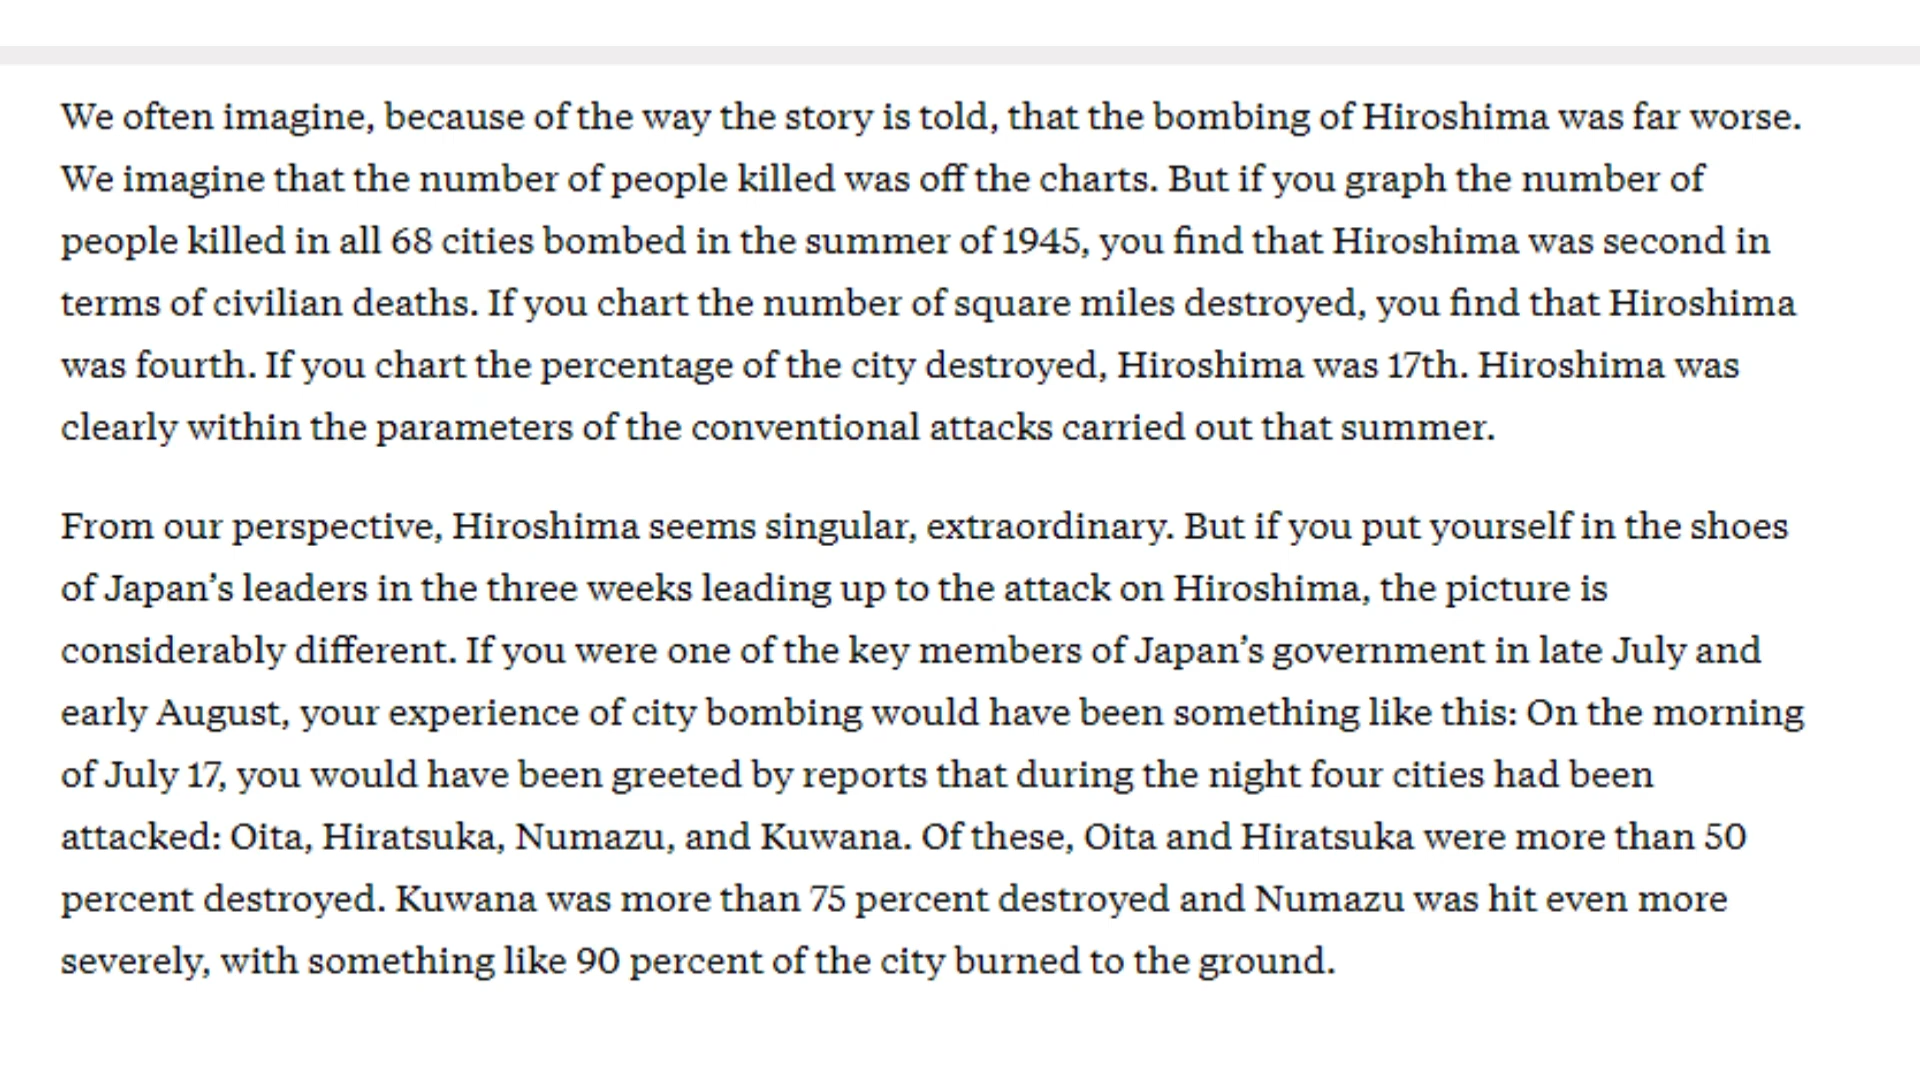 We often imagine, because of the way the story is told, that the bombing of Hiroshima was far worse.
We imagine that the number of people killed was off the charts. But if you graph the number of
people killed in all 68 cities bombed in the summer of 1945, you find that Hiroshima was second in
terms of civilian deaths. If you chart the number of square miles destroyed, you find that Hiroshima
was fourth. If you chart the percentage of the city destroyed, Hiroshima was 17th. Hiroshima was
clearly within the parameters of the conventional attacks carried out that summer.
From our perspective, Hiroshima seems singular, extraordinary. But if you put yourself in the shoes
of Japan’s leaders in the three weeks leading up to the attack on Hiroshima, the picture is
considerably different. If you were one of the key members of Japan’s government in late July and
early August, your experience of city bombing would have been something like this: On the morning
of July 17, you would have been greeted by reports that during the night four cities had been
attacked: Oita, Hiratsuka, Numazu, and Kuwana. Of these, Oita and Hiratsuka were more than 50
percent destroyed. Kuwana was more than 75 percent destroyed and Numazu was hit even more
severely, with something like 90 percent of the city burned to the ground.